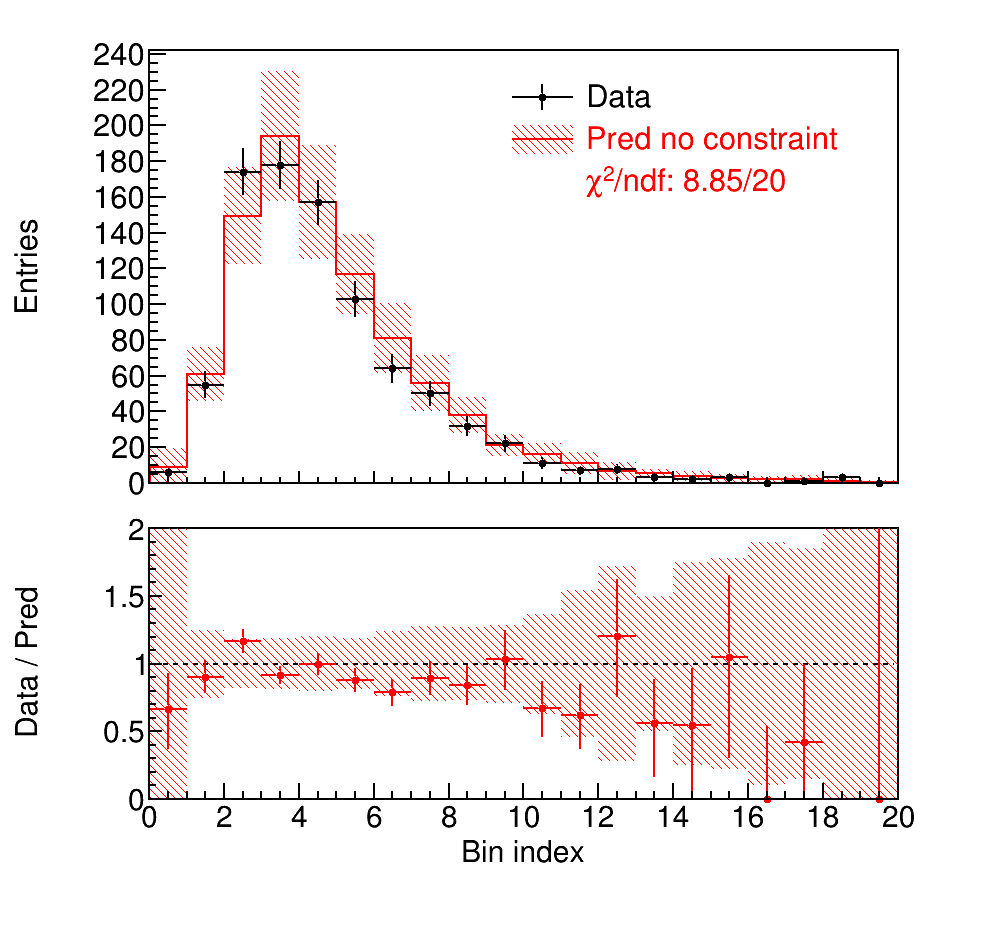 Entries
240
220
200
180
160
140
120
100
80
60
40
20
0
Data
Pred no constraint
χ²/ndf: 8.85/20
Data / Pred
2
1.5
1
0.5
0
0 2 4 6 8 10 12 14 16 18 20
Bin index